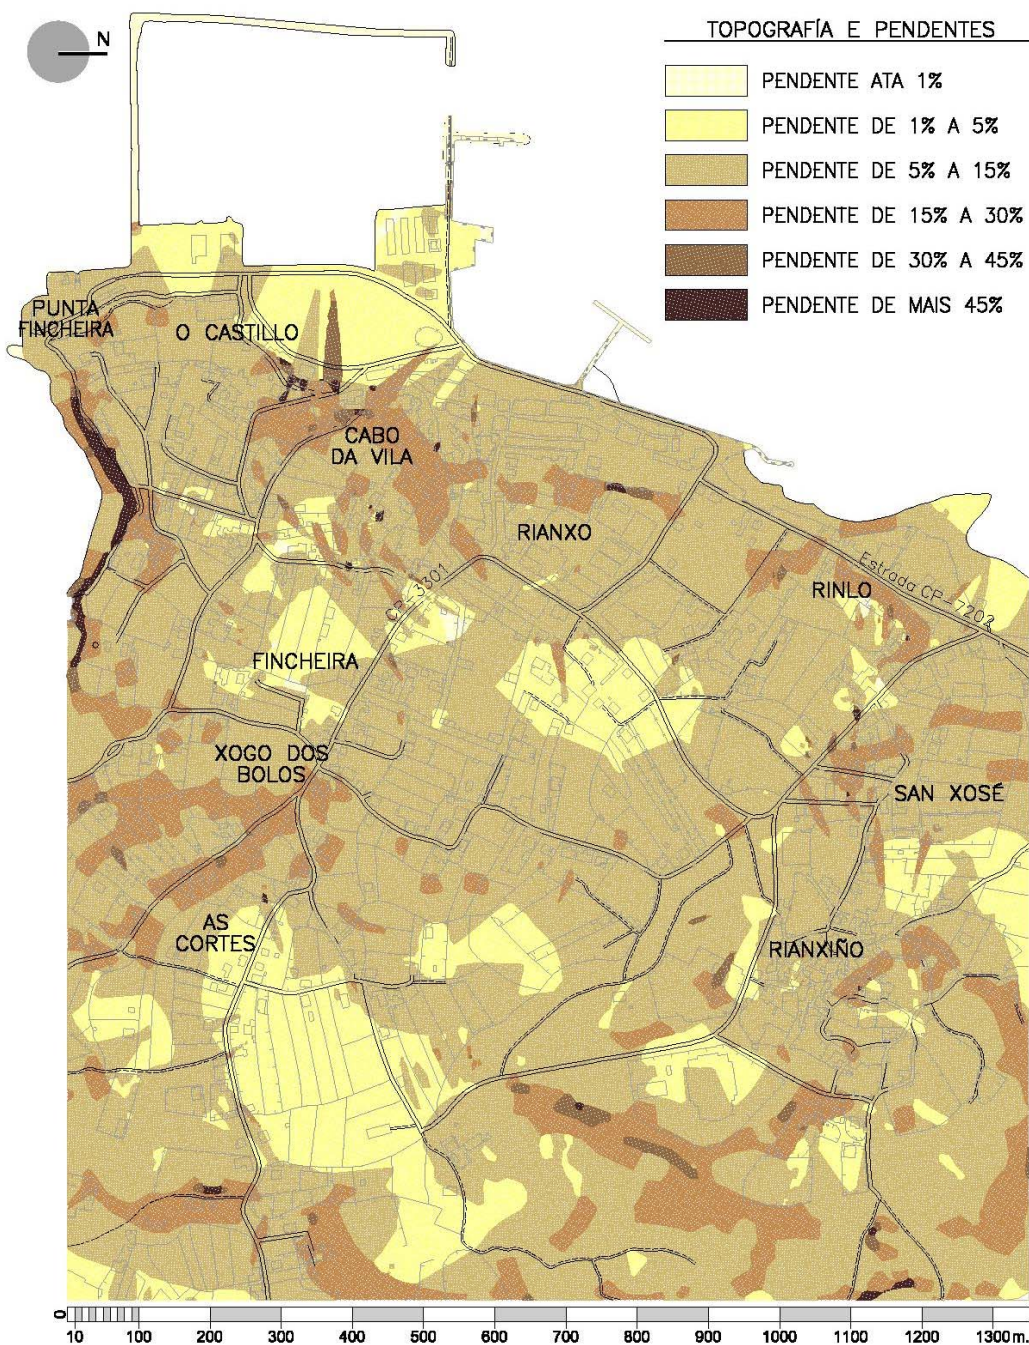 N
TOPOGRAFÍA E PENDENTES
PENDENTE ATA 1%
PENDENTE DE 1% A 5%
PENDENTE DE 5% A 15%
PENDENTE DE 15% A 30%
PENDENTE DE 30% A 45%
PENDENTE DE MAIS 45%
PUNTA
FINCHEIRA
O CASTILLO
CABO
DA VILA
RIANXO
Estrada CP-7202
RINLO
CP-3301
FINCHEIRA
XOGO DOS
BOLOS
SAN XOSÉ
AS
CORTES
RIANXIÑO
0
10 100 200 300 400 500 600 700 800 900 1000 1100 1200 1300 m.